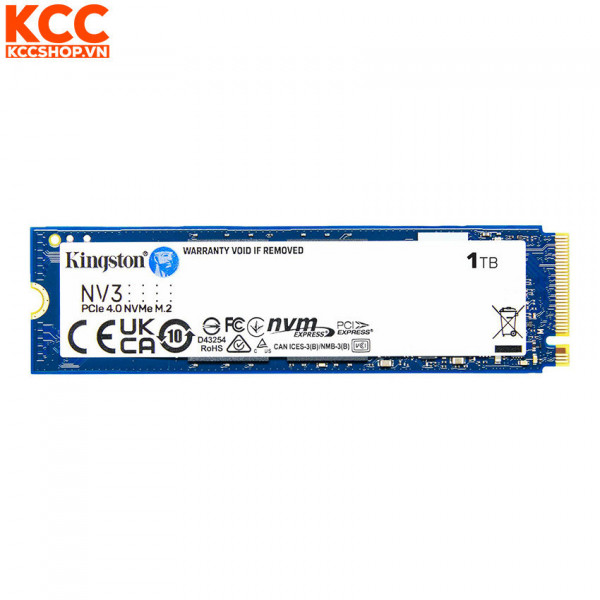 KCC
KCCSHOP.VN
WARRANTY VOID IF REMOVED
Kingston
1TB
NV3
PCIe 4.0 NVMe M.2
CE UK CA 10 FC nvm EXPRESS PCI EXPRESS
D43254
RoHS
C US
CAN ICES-3(B)/NMB-3(B)